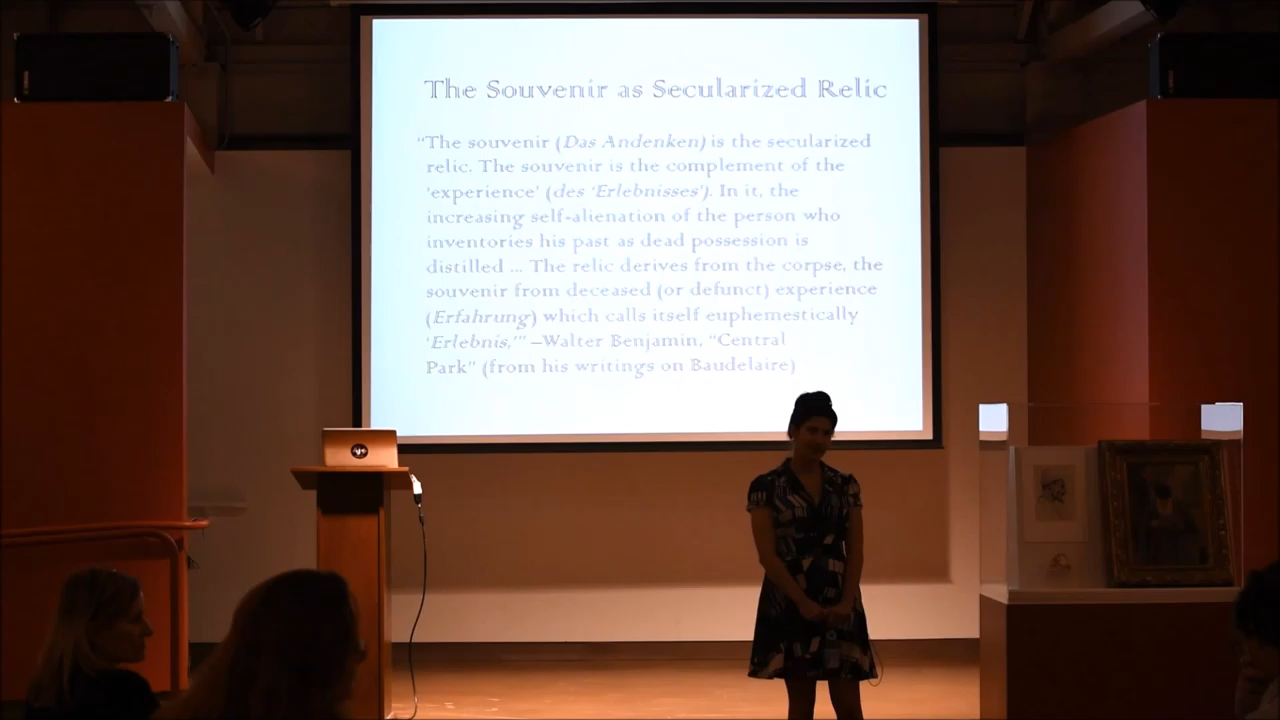 The Souvenir as Secularized Relic
"The souvenir (Das Andenken) is the secularized
relic. The souvenir is the complement of the
'experience' (des 'Erlebnisses'). In it, the
increasing self-alienation of the person who
inventories his past as dead possession is
distilled ... The relic derives from the corpse, the
souvenir from deceased (or defunct) experience
(Erfahrung) which calls itself euphemestically
'Erlebnis,'" –Walter Benjamin, "Central
Park" (from his writings on Baudelaire)